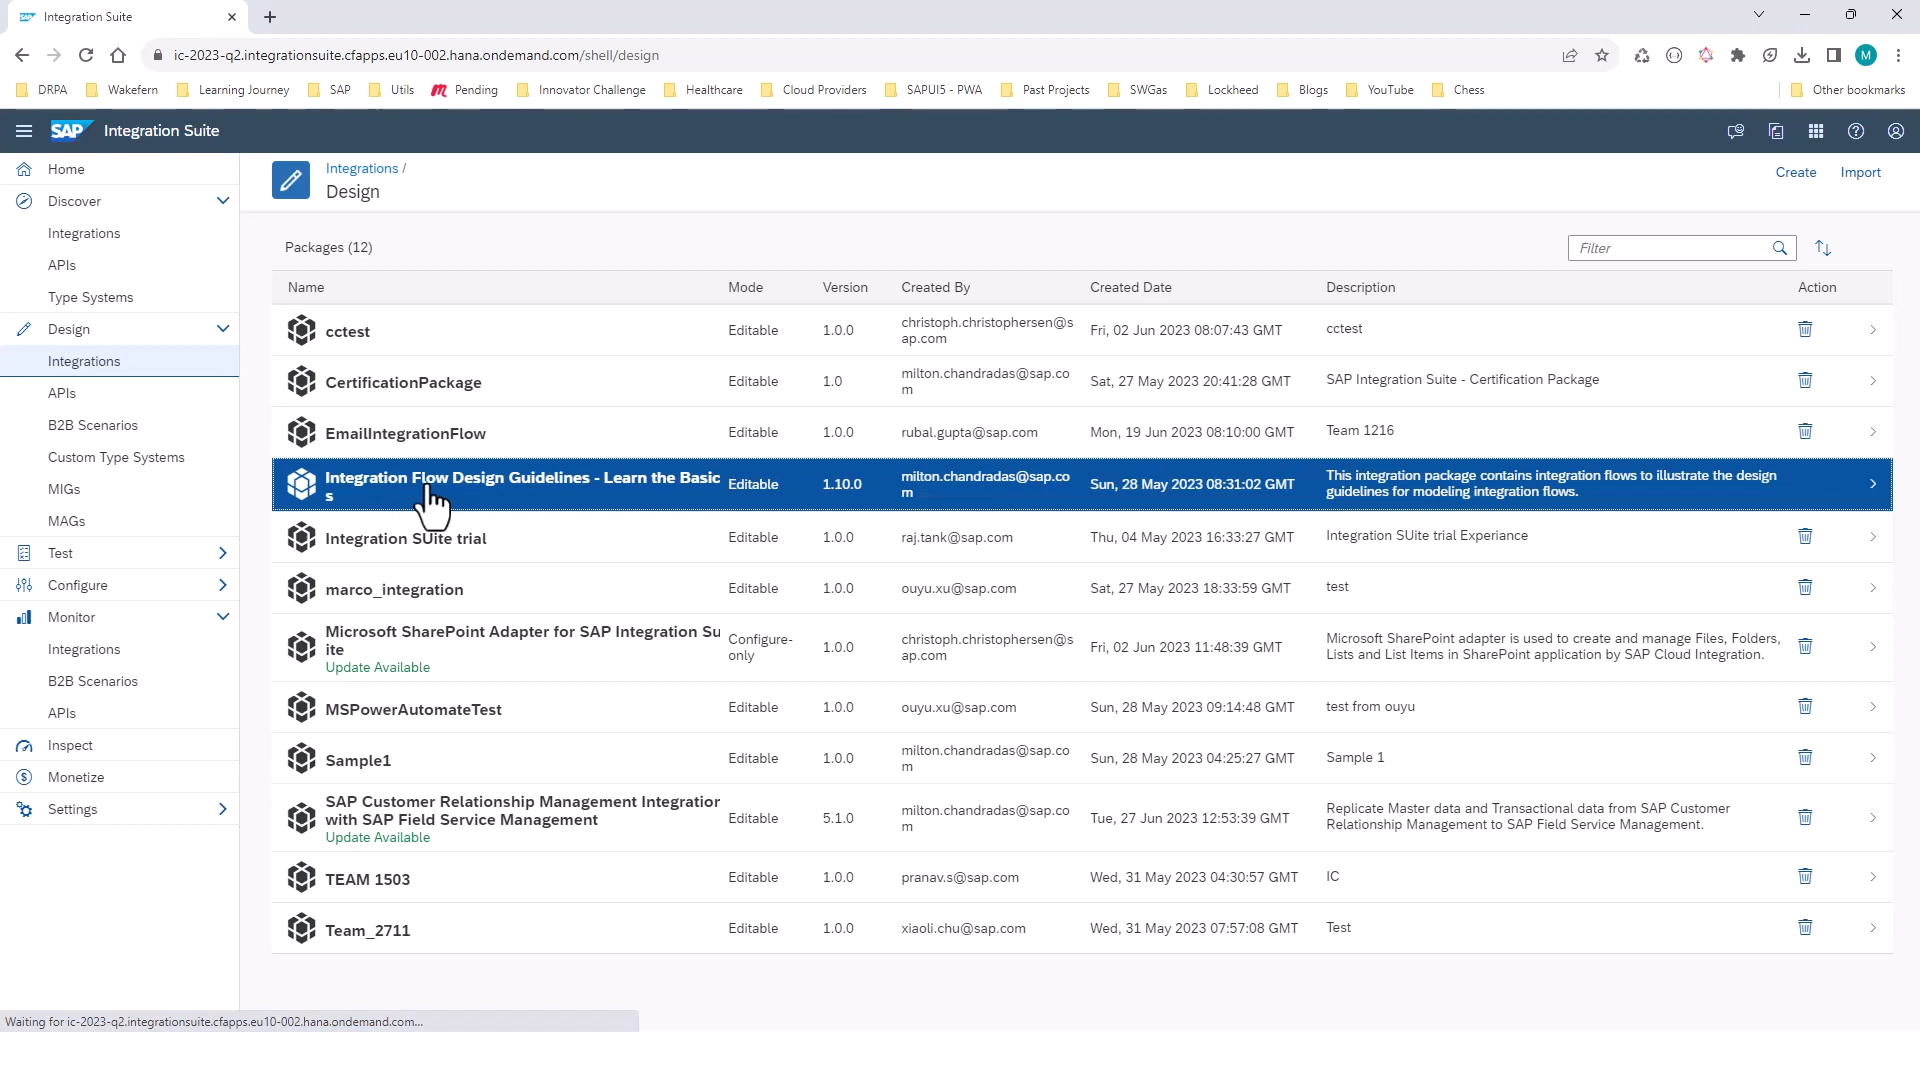 Integration Suite
ic-2023-q2.integrationsuite.cfapps.eu10-002.hana.ondemand.com/shell/design
M
DRPA Wakefern Learning Journey SAP Utils Pending Innovator Challenge Healthcare Cloud Providers SAPUI5 - PWA Past Projects SWGas Lockheed Blogs YouTube Chess Other bookmarks
SAP Integration Suite
Home
Discover
Integrations
APIs
Type Systems
Design
Integrations
APIs
B2B Scenarios
Custom Type Systems
MIGs
MAGs
Test
Configure
Monitor
Integrations
B2B Scenarios
APIs
Inspect
Monetize
Settings
Integrations /
Design
Create Import
Packages (12)
Filter
Name Mode Version Created By Created Date Description Action
cctest Editable 1.0.0 christoph.christophersen@s
ap.com Fri, 02 Jun 2023 08:07:43 GMT cctest
CertificationPackage Editable 1.0 milton.chandradas@sap.co
m Sat, 27 May 2023 20:41:28 GMT SAP Integration Suite - Certification Package
EmailIntegrationFlow Editable 1.0.0 rubal.gupta@sap.com Mon, 19 Jun 2023 08:10:00 GMT Team 1216
Integration Flow Design Guidelines - Learn the Basic
s Editable 1.10.0 milton.chandradas@sap.co
m Sun, 28 May 2023 08:31:02 GMT This integration package contains integration flows to illustrate the design
guidelines for modeling integration flows.
Integration SUite trial Editable 1.0.0 raj.tank@sap.com Thu, 04 May 2023 16:33:27 GMT Integration SUite trial Experiance
marco_integration Editable 1.0.0 ouyu.xu@sap.com Sat, 27 May 2023 18:33:59 GMT test
Microsoft SharePoint Adapter for SAP Integration Su
ite
Update Available Configure-
only 1.0.0 christoph.christophersen@s
ap.com Fri, 02 Jun 2023 11:48:39 GMT Microsoft SharePoint adapter is used to create and manage Files, Folders,
Lists and List Items in SharePoint application by SAP Cloud Integration.
MSPowerAutomateTest Editable 1.0.0 ouyu.xu@sap.com Sun, 28 May 2023 09:14:48 GMT test from ouyu
Sample1 Editable 1.0.0 milton.chandradas@sap.co
m Sun, 28 May 2023 04:25:27 GMT Sample 1
SAP Customer Relationship Management Integration
with SAP Field Service Management
Update Available Editable 5.1.0 milton.chandradas@sap.co
m Tue, 27 Jun 2023 12:53:39 GMT Replicate Master data and Transactional data from SAP Customer
Relationship Management to SAP Field Service Management.
TEAM 1503 Editable 1.0.0 pranav.s@sap.com Wed, 31 May 2023 04:30:57 GMT IC
Team_2711 Editable 1.0.0 xiaoli.chu@sap.com Wed, 31 May 2023 07:57:08 GMT Test
Waiting for ic-2023-q2.integrationsuite.cfapps.eu10-002.hana.ondemand.com...